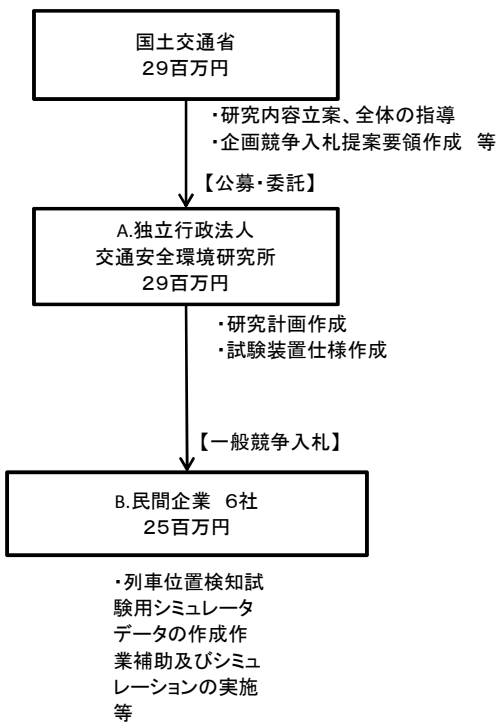 国土交通省
29百万円
・研究内容立案、全体の指導
・企画競争入札提案要領作成　等
【公募・委託】
A.独立行政法人
交通安全環境研究所
29百万円
・研究計画作成
・試験装置仕様作成
【一般競争入札】
B.民間企業　6社
25百万円
・列車位置検知試
験用シミュレータ
データの作成作
業補助及びシミュ
レーションの実施
等